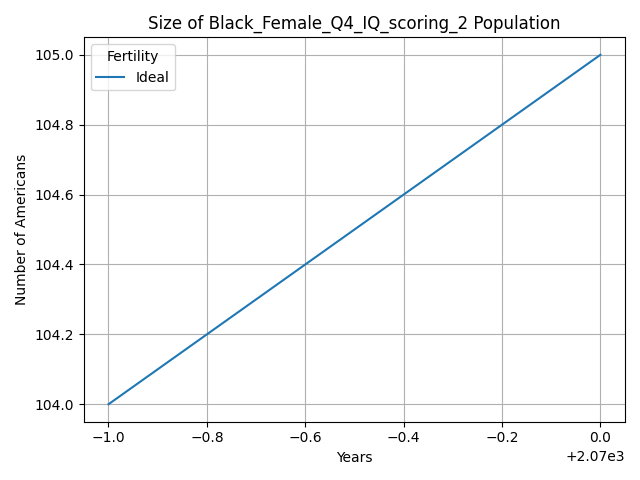 Size of Black_Female_Q4_IQ_scoring_2 Population
Fertility
Ideal
105.0
104.8
104.6
104.4
104.2
104.0
Number of Americans
−1.0
−0.8
−0.6
−0.4
−0.2
0.0
+2.07e3
Years